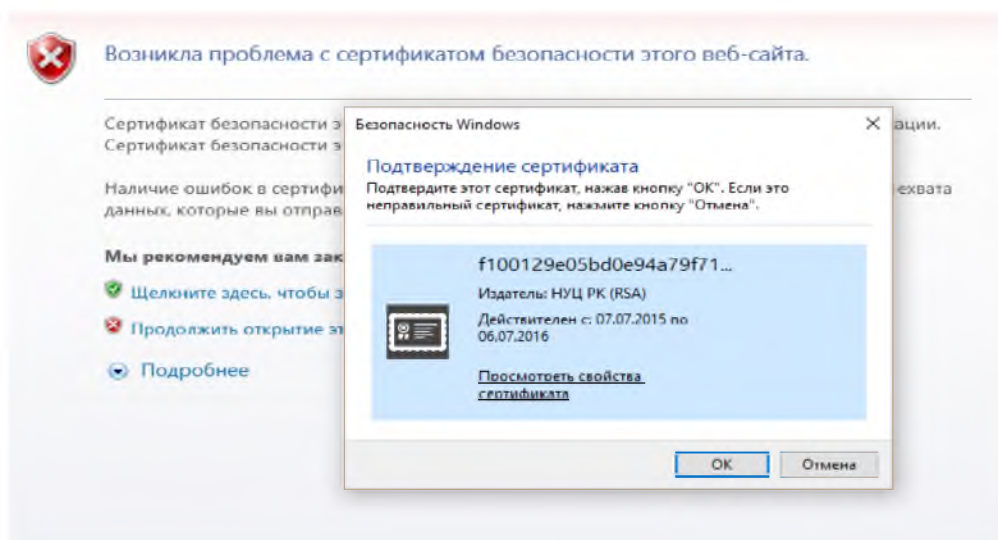 Возникла проблема с сертификатом безопасности этого веб-сайта.
Сертификат безопасности э
ации.
Сертификат безопасности э
Наличие ошибок в сертифи
ехвата
данных, которые вы отправ
Мы рекомендуем вам зак
Щелкните здесь, чтобы з
Продолжить открытие эт
Подробнее
Безопасность Windows
Подтверждение сертификата
Подтвердите этот сертификат, нажав кнопку "ОК". Если это
неправильный сертификат, нажмите кнопку "Отмена".
f100129e05bd0e94a79f71...
Издатель: НУЦ РК (RSA)
Действителен с: 07.07.2015 по
06.07.2016
Просмотреть свойства
сертификата
ОК
Отмена